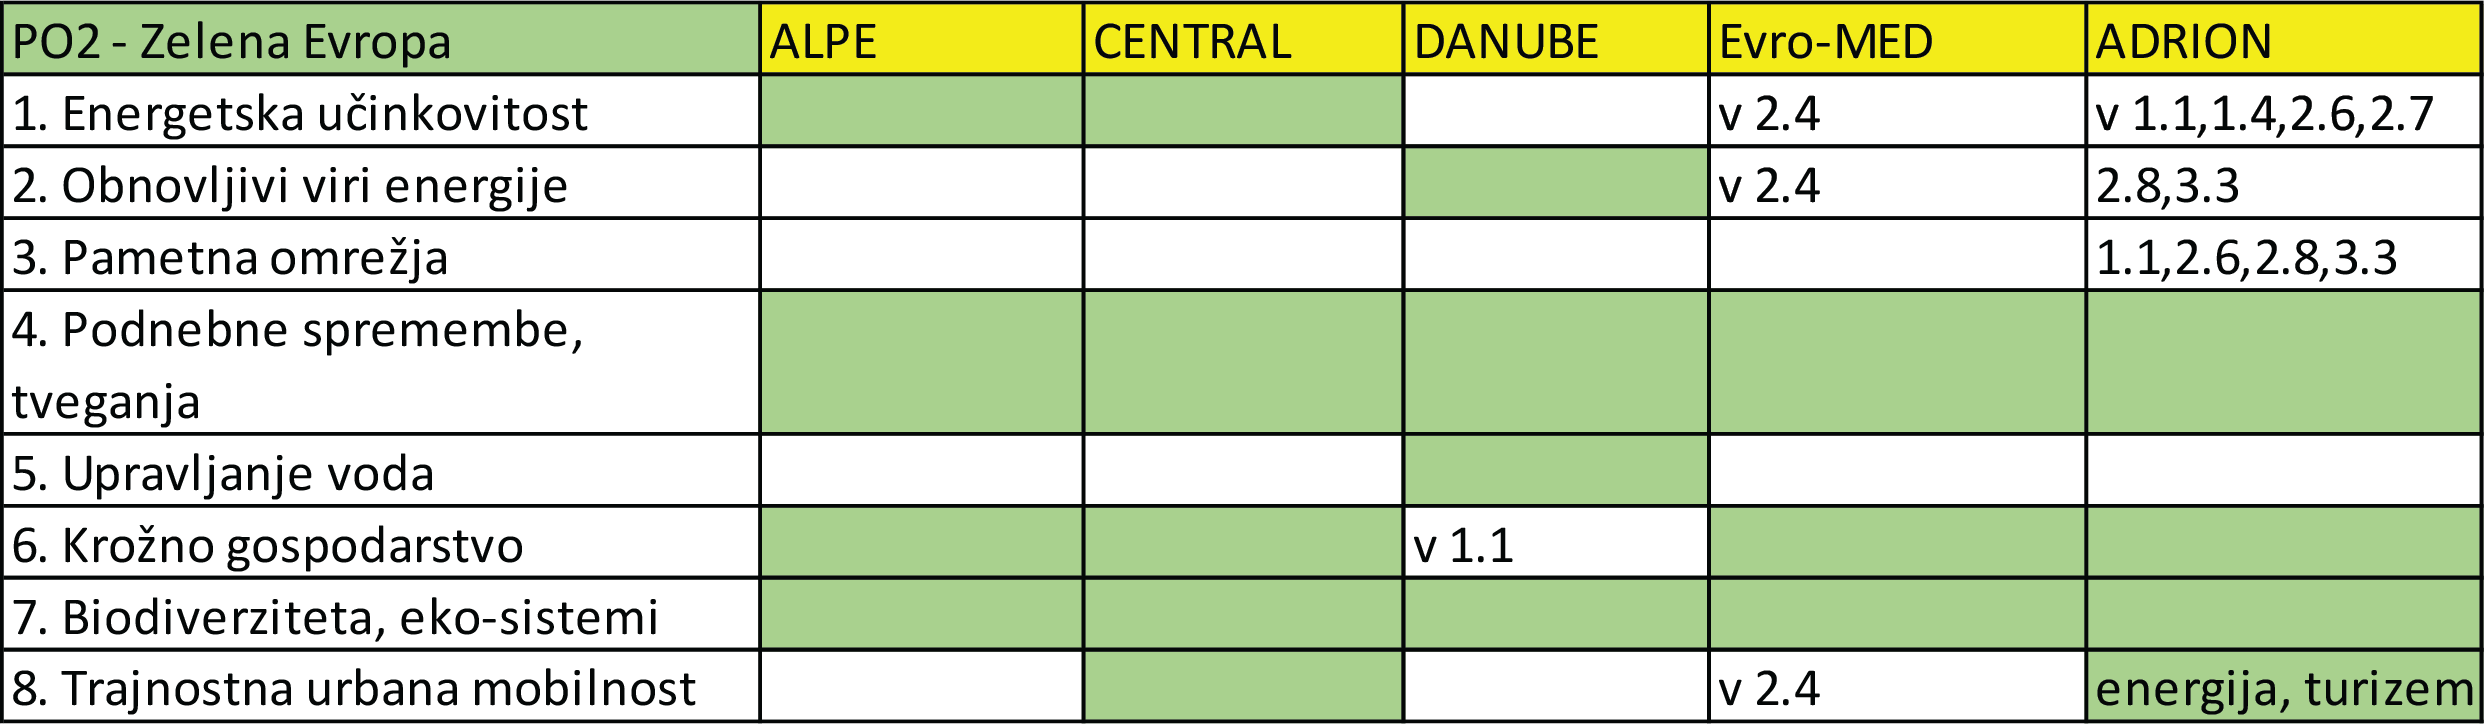 PO2 - Zelena Evropa ALPE CENTRAL DANUBE Evro-MED ADRION
1. Energetska učinkovitost v 2.4 v 1.1,1.4,2.6,2.7
2. Obnovljivi viri energije v 2.4 2.8,3.3
3. Pametna omrežja 1.1,2.6,2.8,3.3
4. Podnebne spremembe,
tveganja
5. Upravljanje voda
6. Krožno gospodarstvo v 1.1
7. Biodiverziteta, eko-sistemi
8. Trajnostna urbana mobilnost v 2.4 energija, turizem